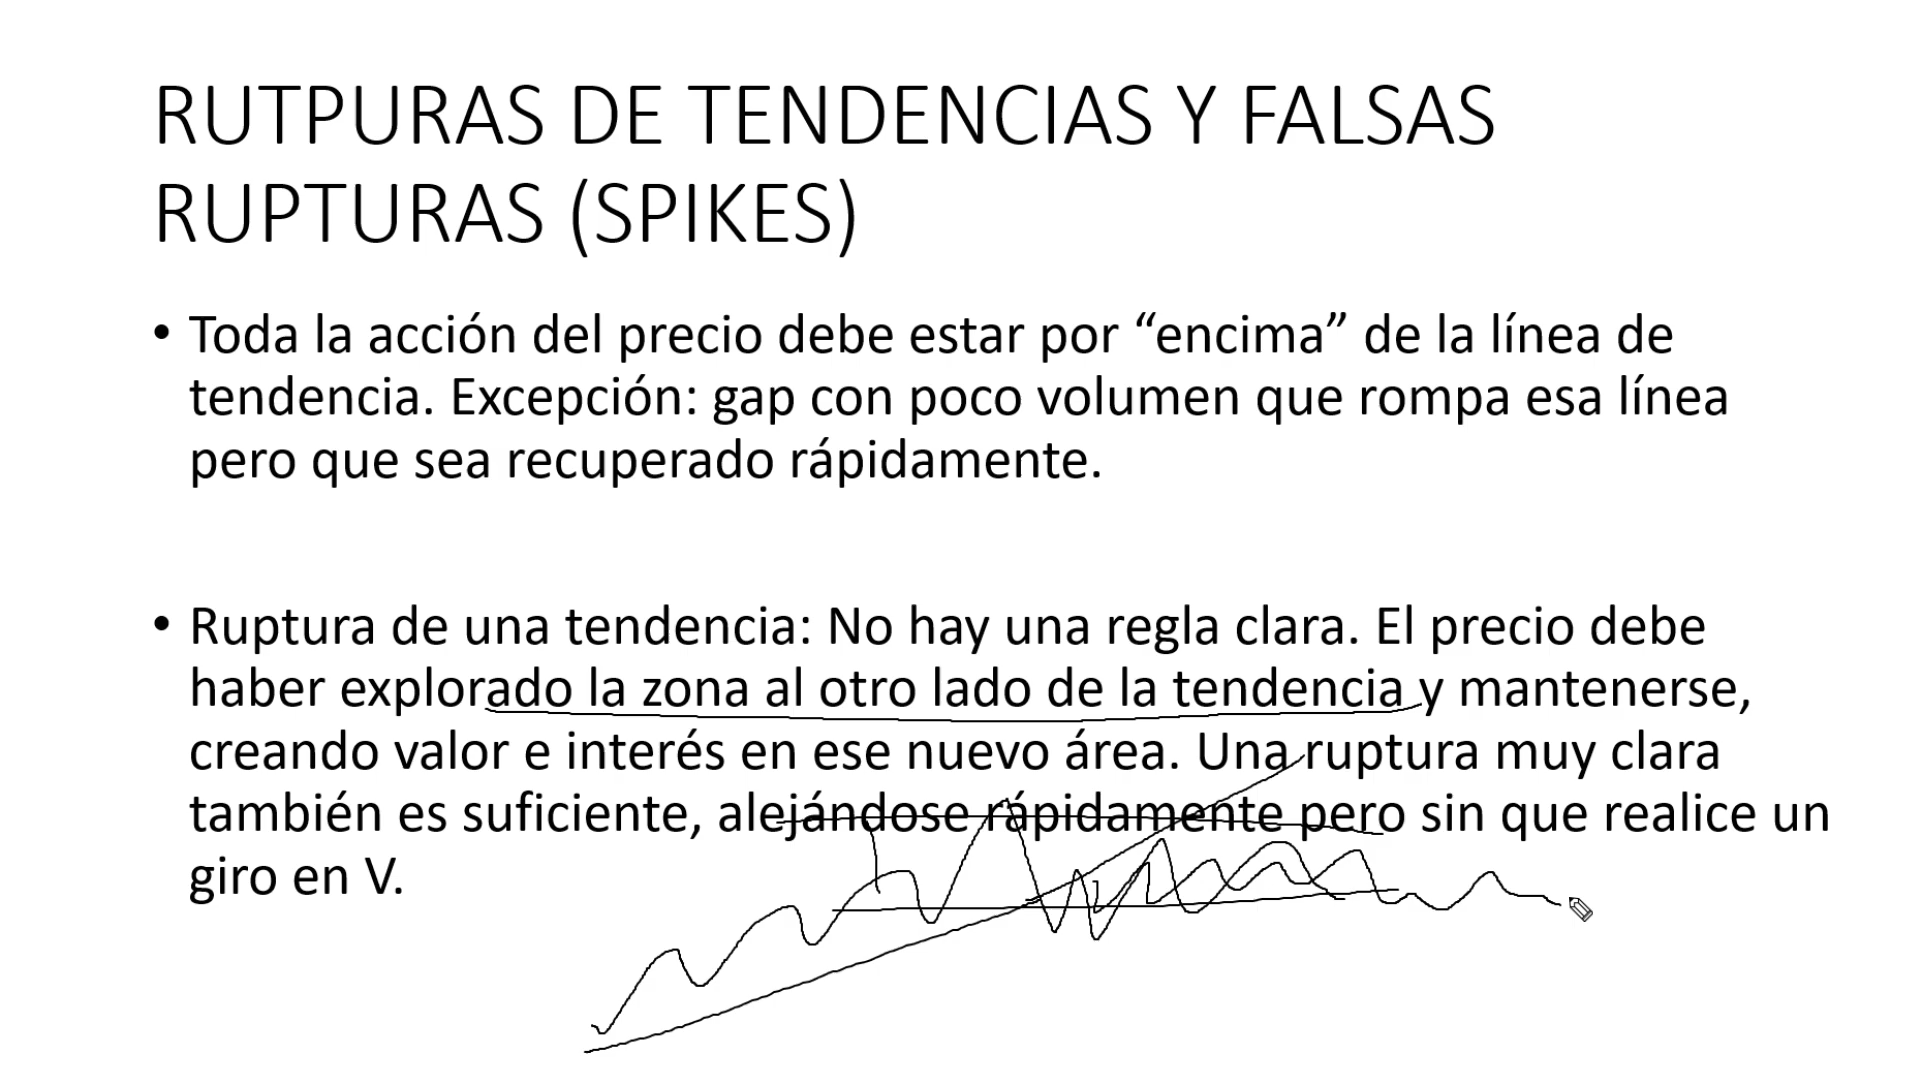 RUTPURAS DE TENDENCIAS Y FALSAS
RUPTURAS (SPIKES)
• Toda la acción del precio debe estar por “encima” de la línea de
tendencia. Excepción: gap con poco volumen que rompa esa línea
pero que sea recuperado rápidamente.
• Ruptura de una tendencia: No hay una regla clara. El precio debe
haber explorado la zona al otro lado de la tendencia y mantenerse,
creando valor e interés en ese nuevo área. Una ruptura muy clara
también es suficiente, alejándose rápidamente pero sin que realice un
giro en V.